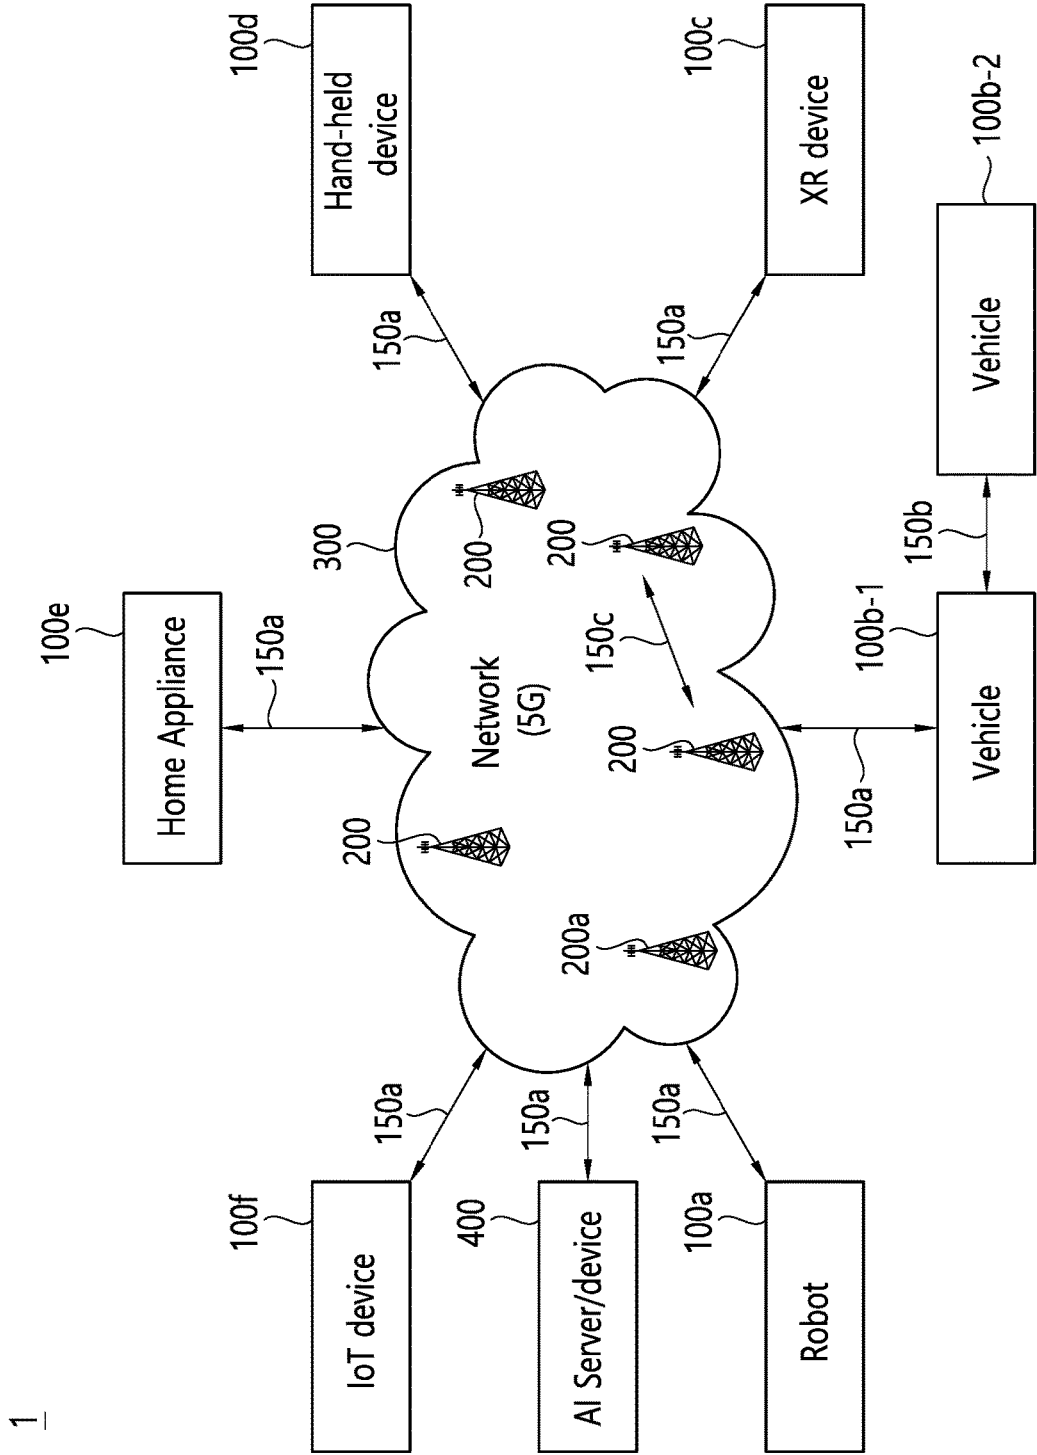 1
100e
Home Appliance
150a
100f
IoT device
150a
300
150a
100d
Hand-held
device
200
200
Network
(5G)
400
AI Server/device
150a
200a
200
150c
200
100a
Robot
150a
150a
100c
XR device
150a
100b-1
Vehicle
150b
Vehicle
100b-2